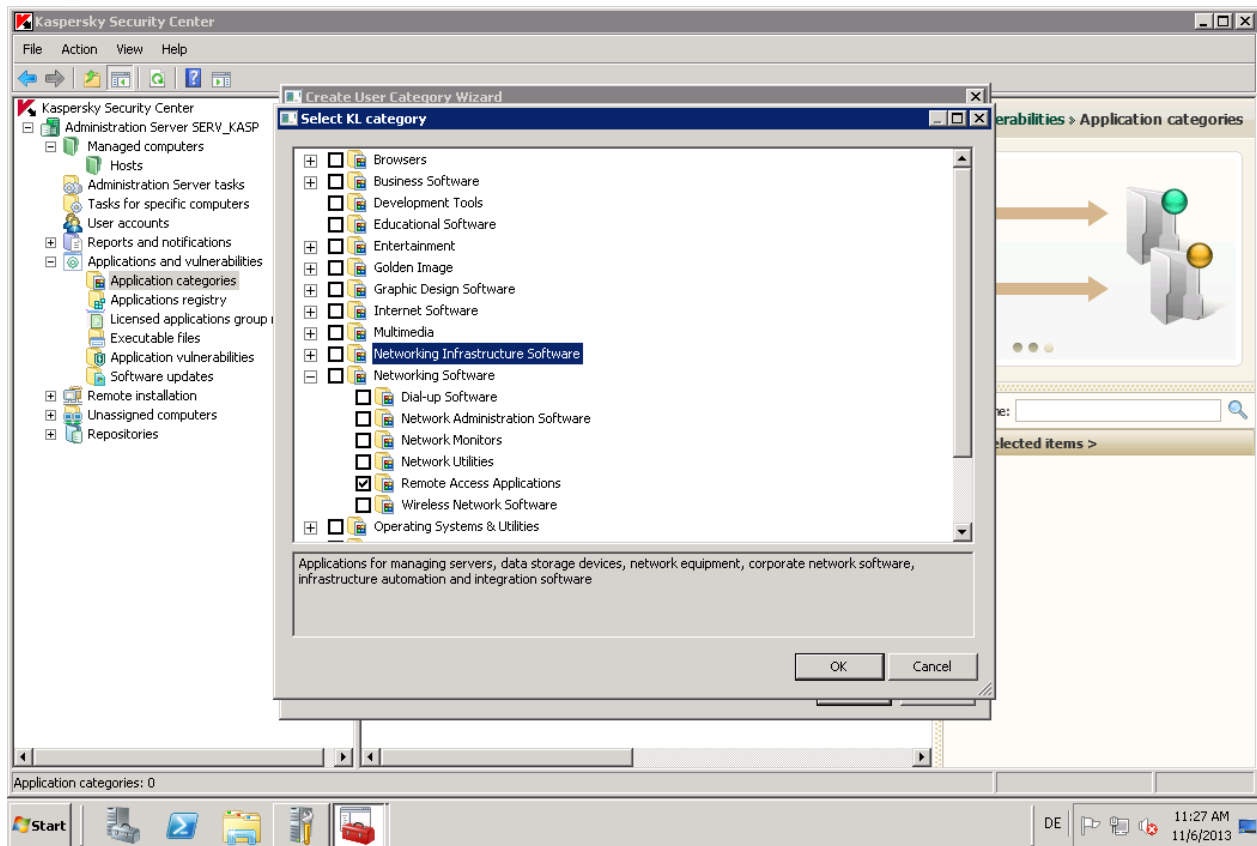 Kaspersky Security Center
File Action View Help
Create User Category Wizard
Select KL category
Kaspersky Security Center
Administration Server SERV_KASP
Managed computers
Hosts
Administration Server tasks
Tasks for specific computers
User accounts
Reports and notifications
Applications and vulnerabilities
Application categories
Applications registry
Licensed applications group
Executable files
Application vulnerabilities
Software updates
Remote installation
Unassigned computers
Repositories
Browsers
Business Software
Development Tools
Educational Software
Entertainment
Golden Image
Graphic Design Software
Internet Software
Multimedia
Networking Infrastructure Software
Networking Software
Dial-up Software
Network Administration Software
Network Monitors
Network Utilities
Remote Access Applications
Wireless Network Software
Operating Systems & Utilities
Applications for managing servers, data storage devices, network equipment, corporate network software,
infrastructure automation and integration software
OK Cancel
erabilities » Application categories
elected items >
Application categories: 0
Start
DE
11:27 AM
11/6/2013